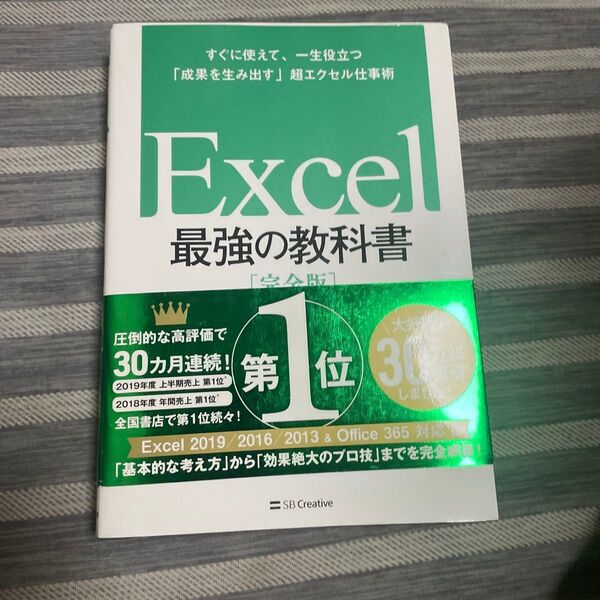 すぐに使えて、一生役立つ
「成果を生み出す」超エクセル仕事術
Excel
最強の教科書
[完全版]
圧倒的な高評価で
30カ月連続!
2019年度 上半期売上 第1位*
2018年度 年間売上 第1位*
全国書店で第1位続々!
第1位
30
Excel 2019/2016/2013 & Office 365 対応
「基本的な考え方」から「効果絶大のプロ技」までを完全網羅!
SB Creative